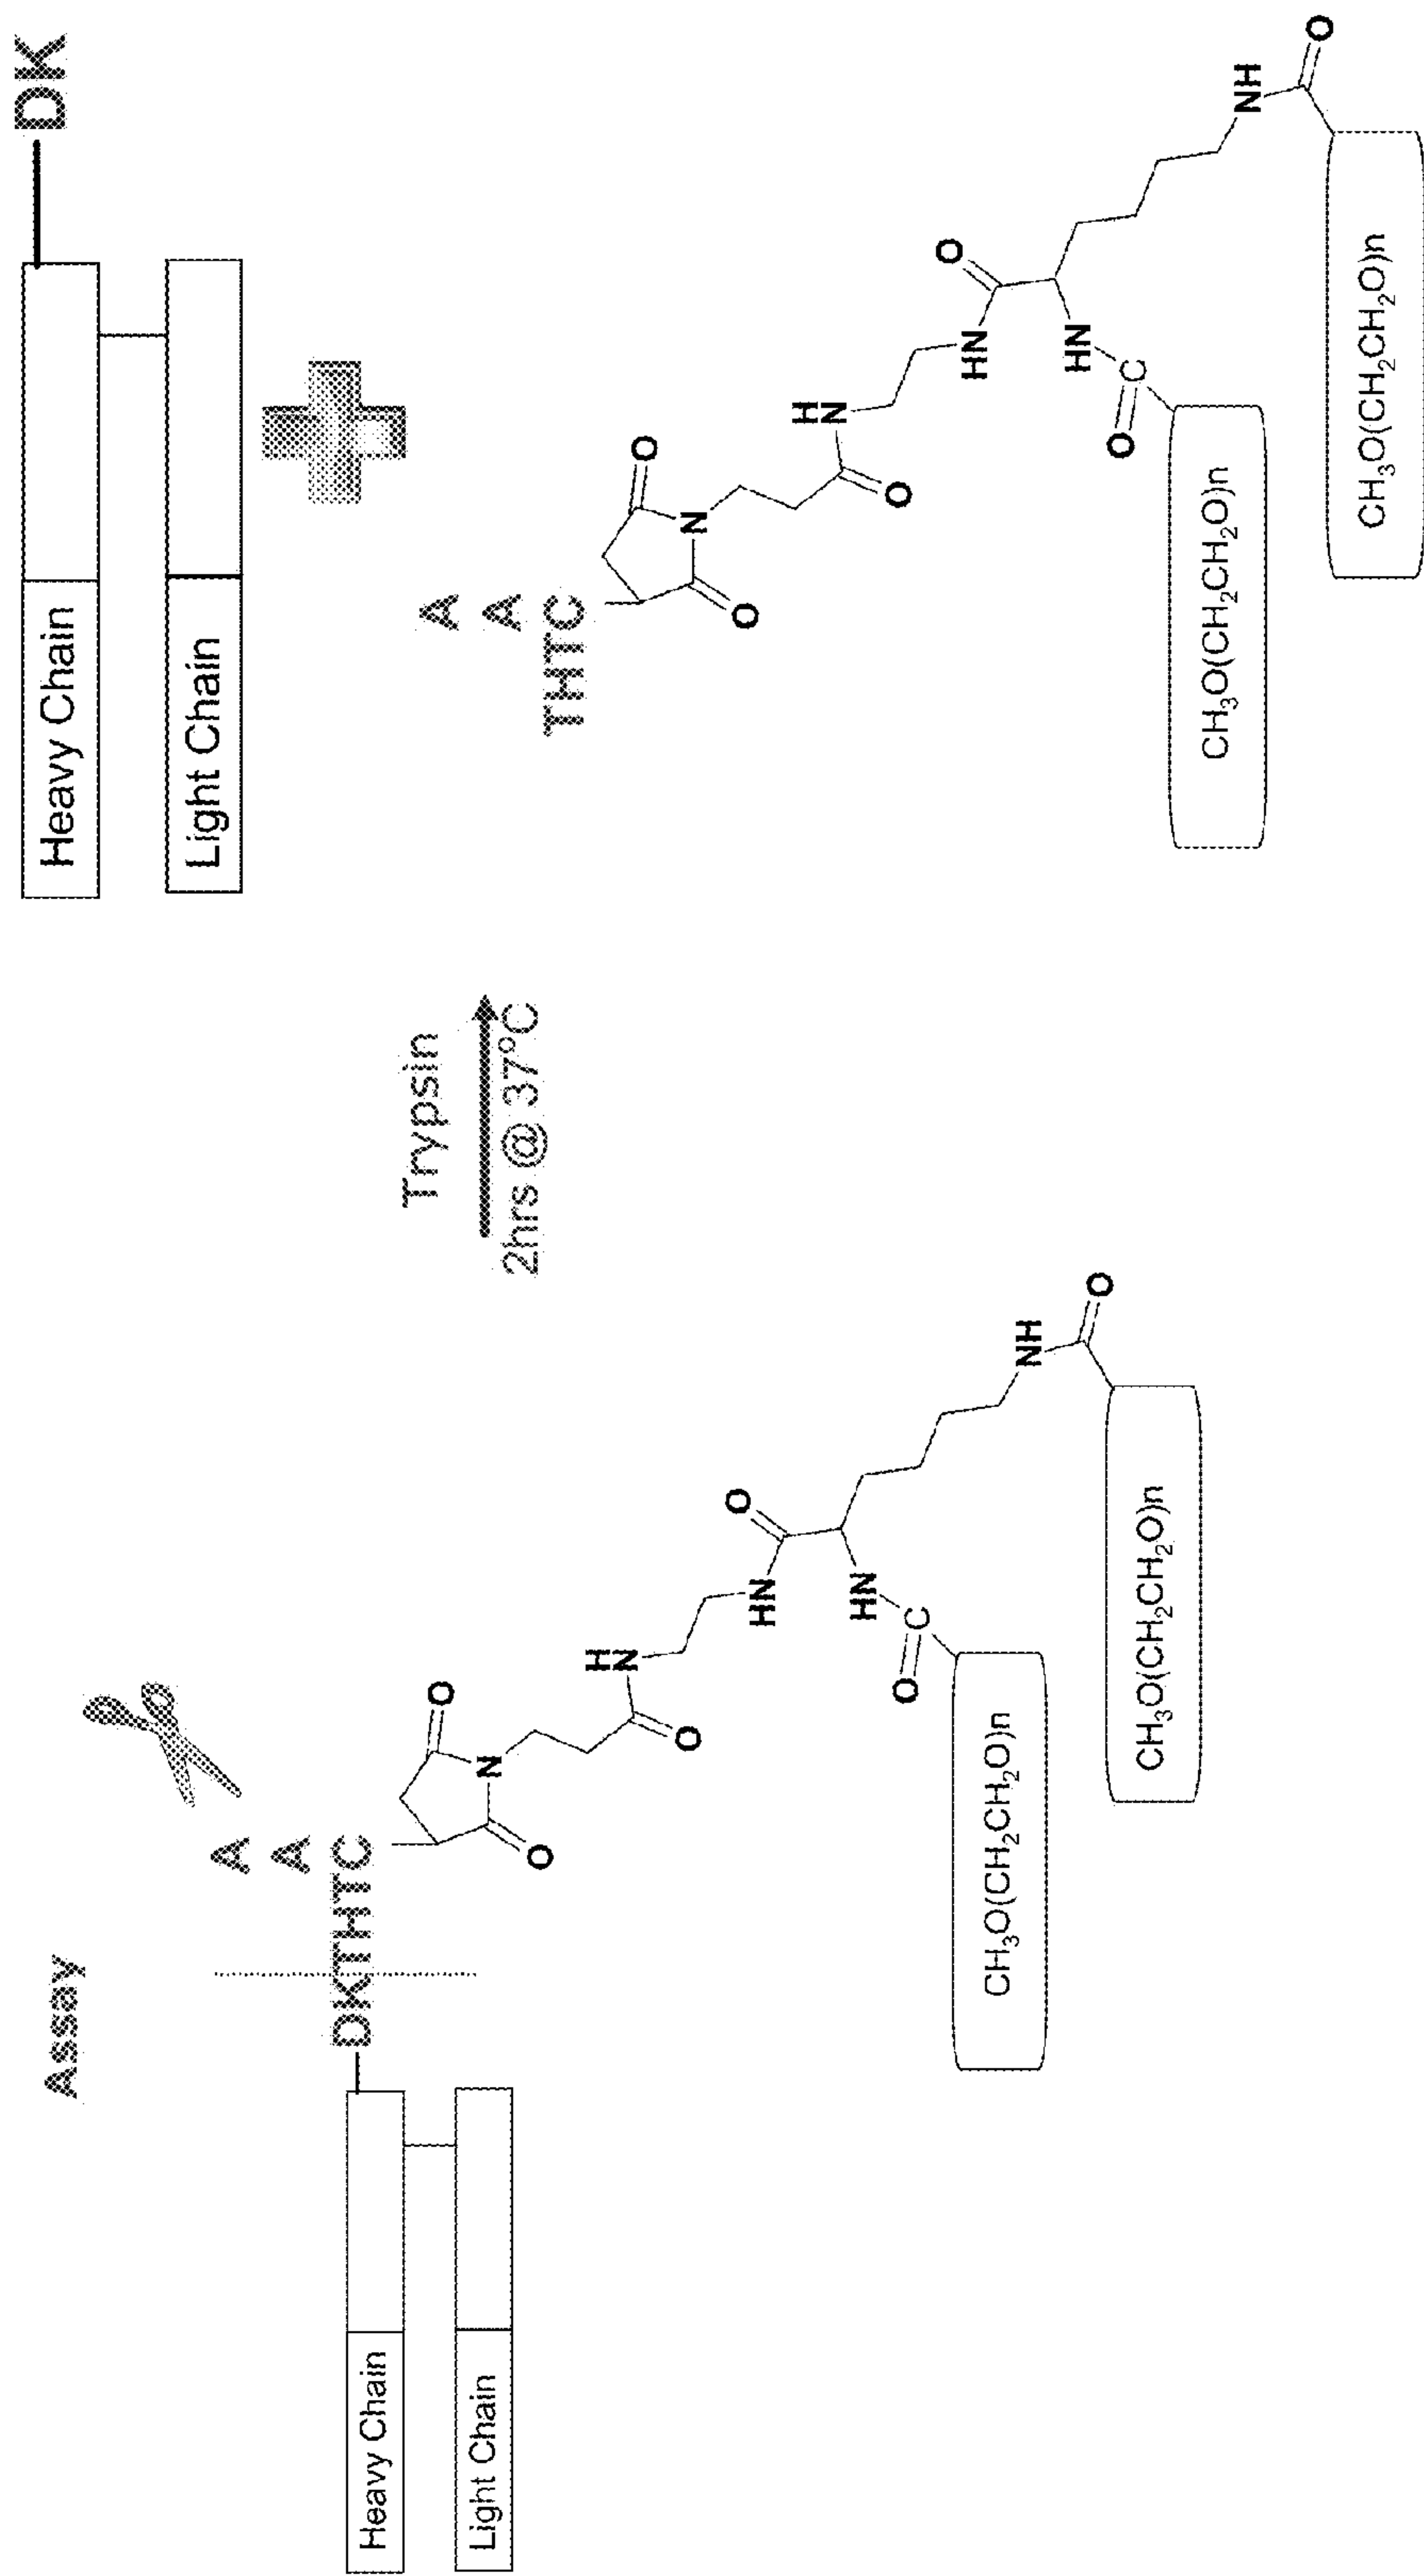 Assay
A
A
DKTHTC
Heavy Chain
Light Chain
O
N
O
H
N
O
HN
O
HN
C
O
NH
O
CH₃O(CH₂CH₂O)n
CH₃O(CH₂CH₂O)n
Trypsin
2hrs @ 37°C
Heavy Chain
DK
Light Chain
A
A
THTC
O
N
O
H
N
O
HN
O
HN
C
O
NH
O
CH₃O(CH₂CH₂O)n
CH₃O(CH₂CH₂O)n